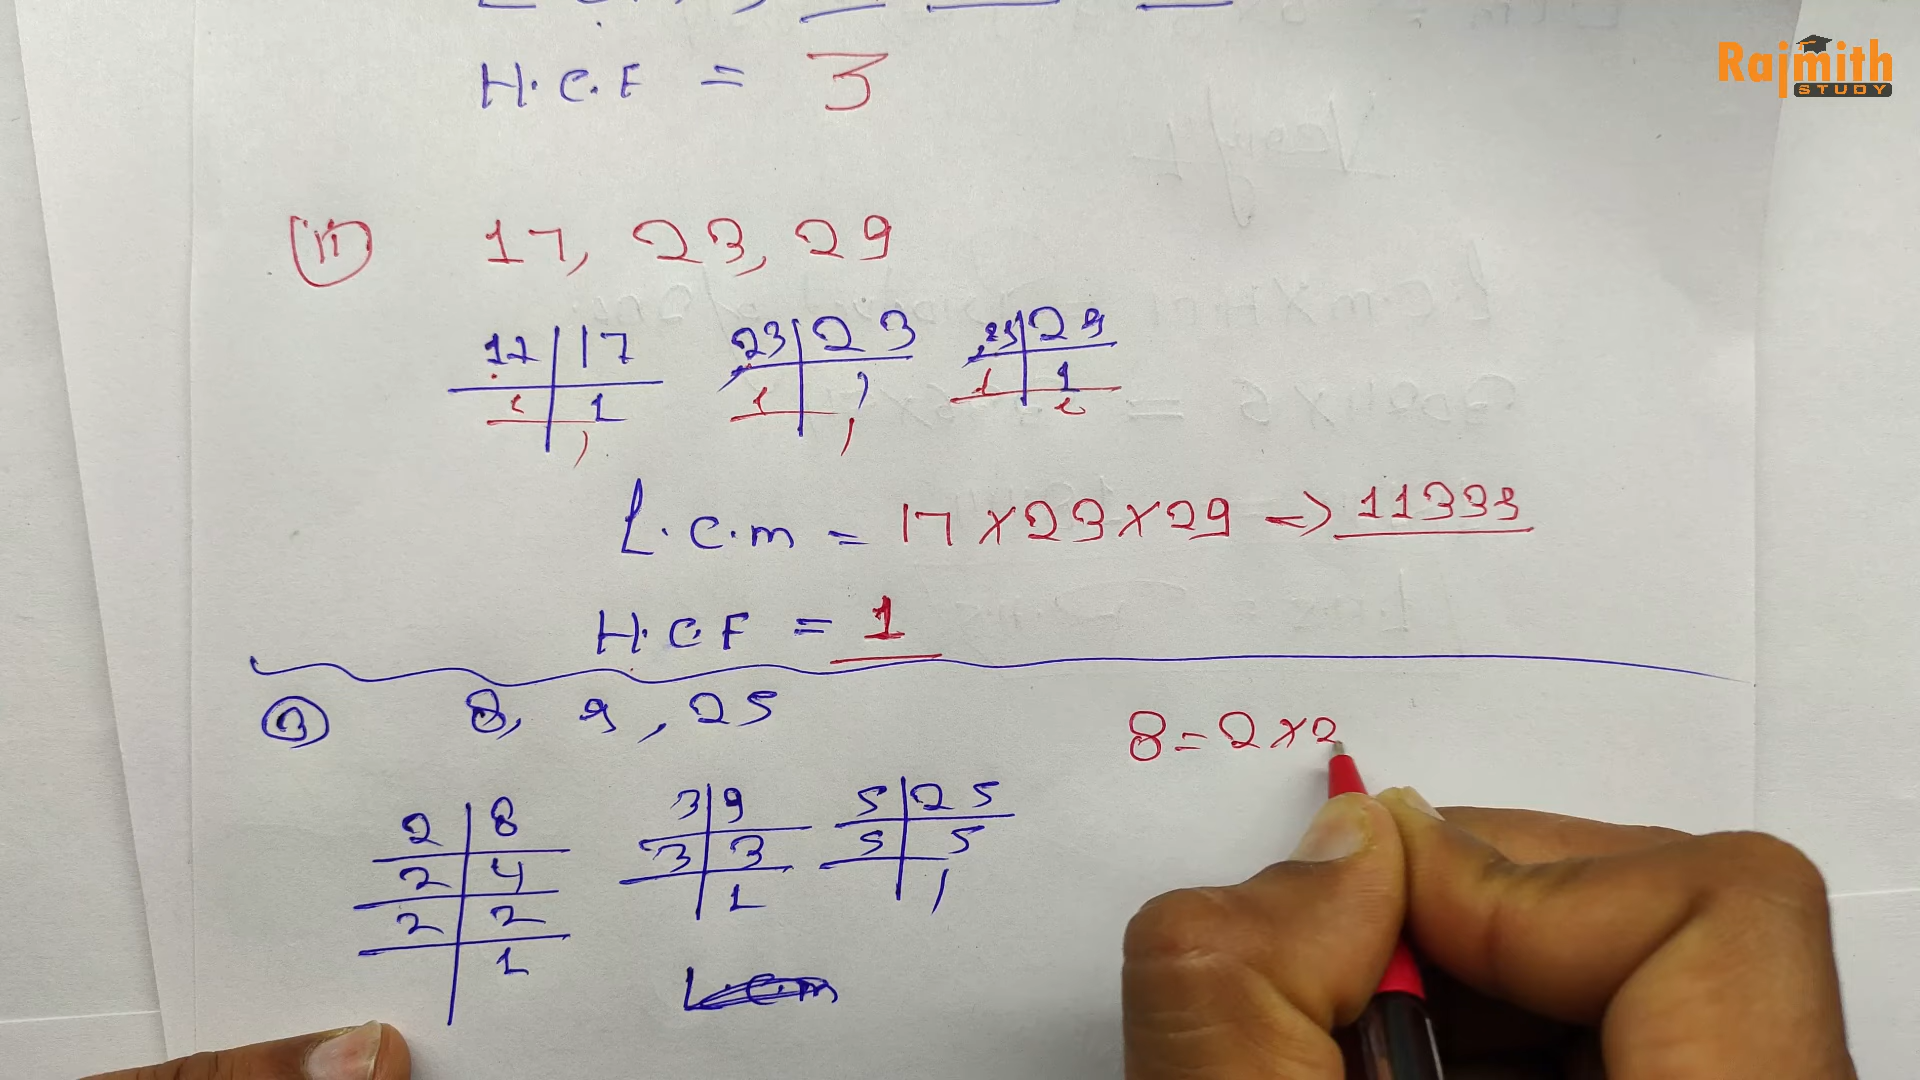 Rajmith
STUDY
H.C.F = 3
(ii) 17, 23, 29
17 | 17
1 | 1
23 | 23
1 | 1
29 | 29
1 | 1
L.C.m = 17 × 23 × 29 → 11339
H.C.F = 1
③ 8, 9, 25
8 = 2 × 2
2 | 8
2 | 4
2 | 2
1
3 | 9
3 | 3
1
5 | 25
5 | 5
1
L.C.m